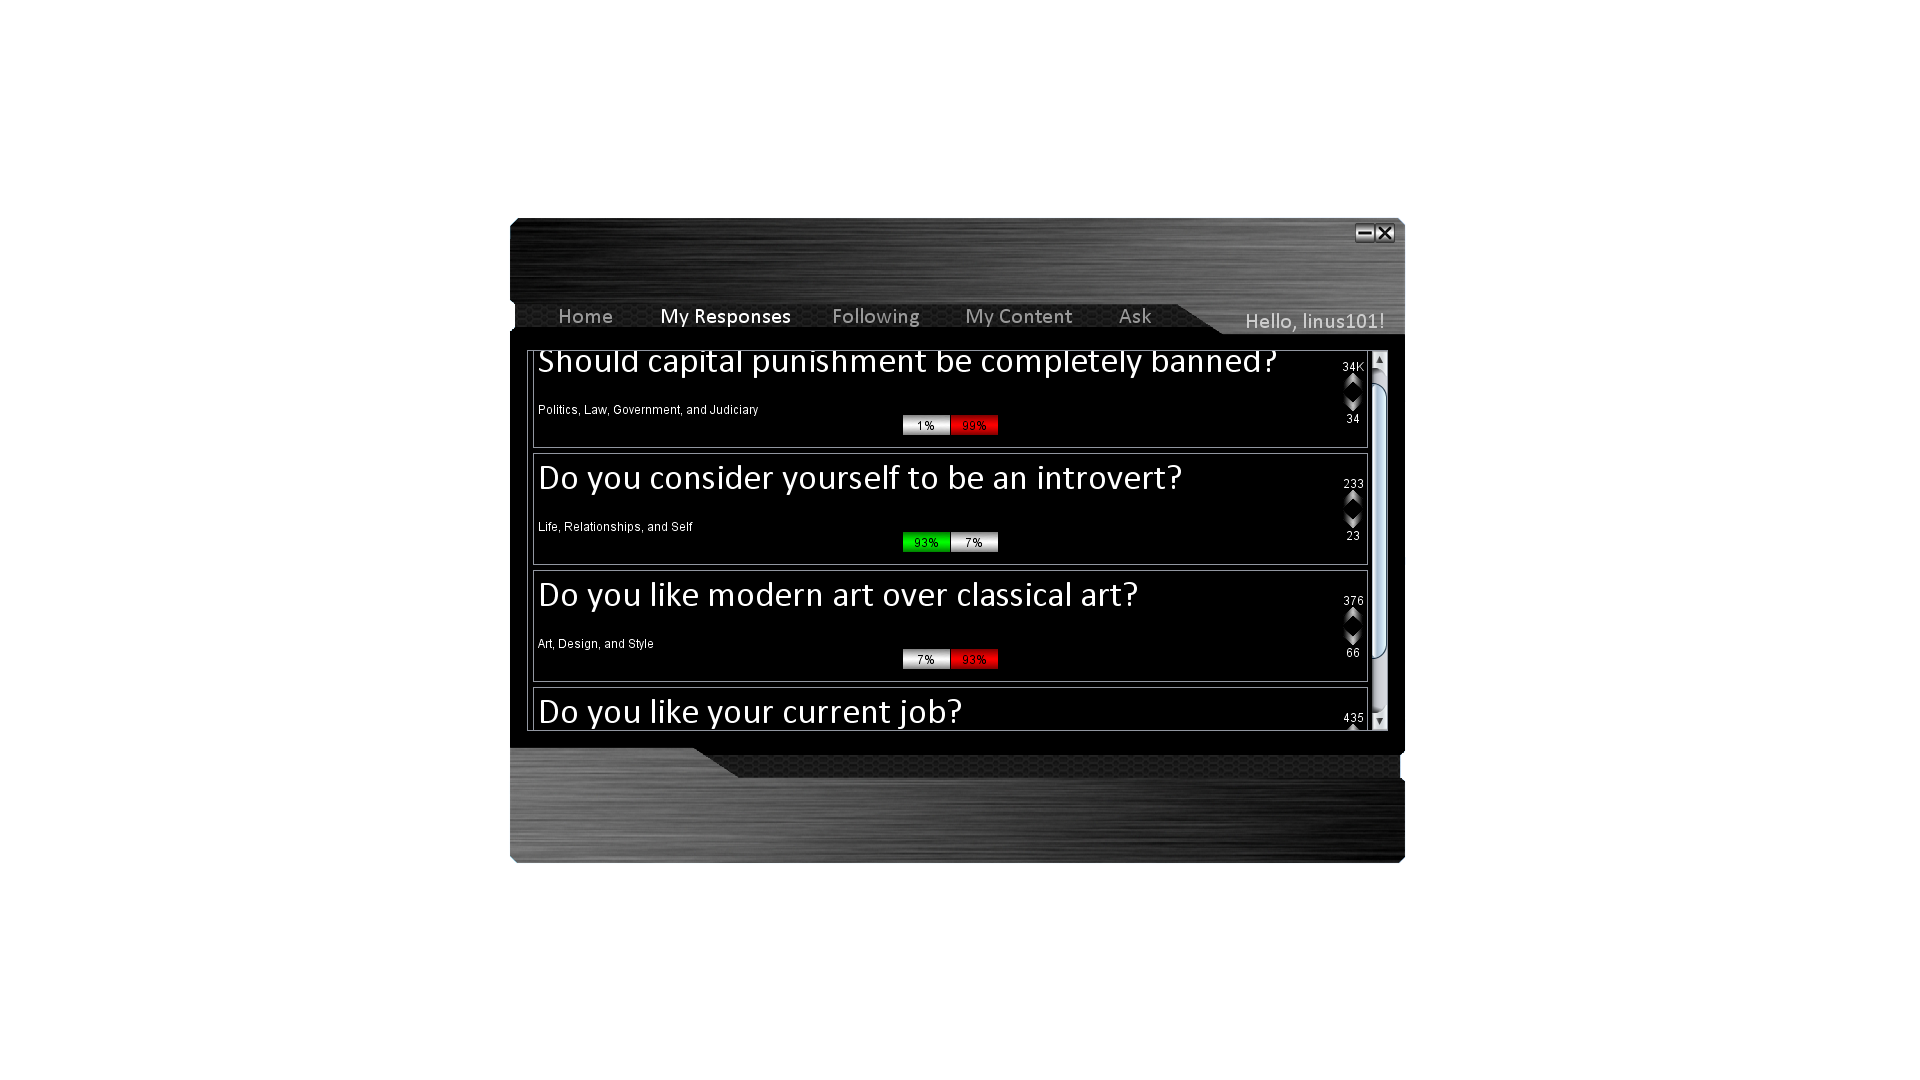 Home My Responses Following My Content Ask Hello, linus101!
Should capital punishment be completely banned?
34K
Politics, Law, Government, and Judiciary
34
1% 99%
Do you consider yourself to be an introvert?
233
Life, Relationships, and Self
23
93% 7%
Do you like modern art over classical art?
376
Art, Design, and Style
66
7% 93%
Do you like your current job?
435